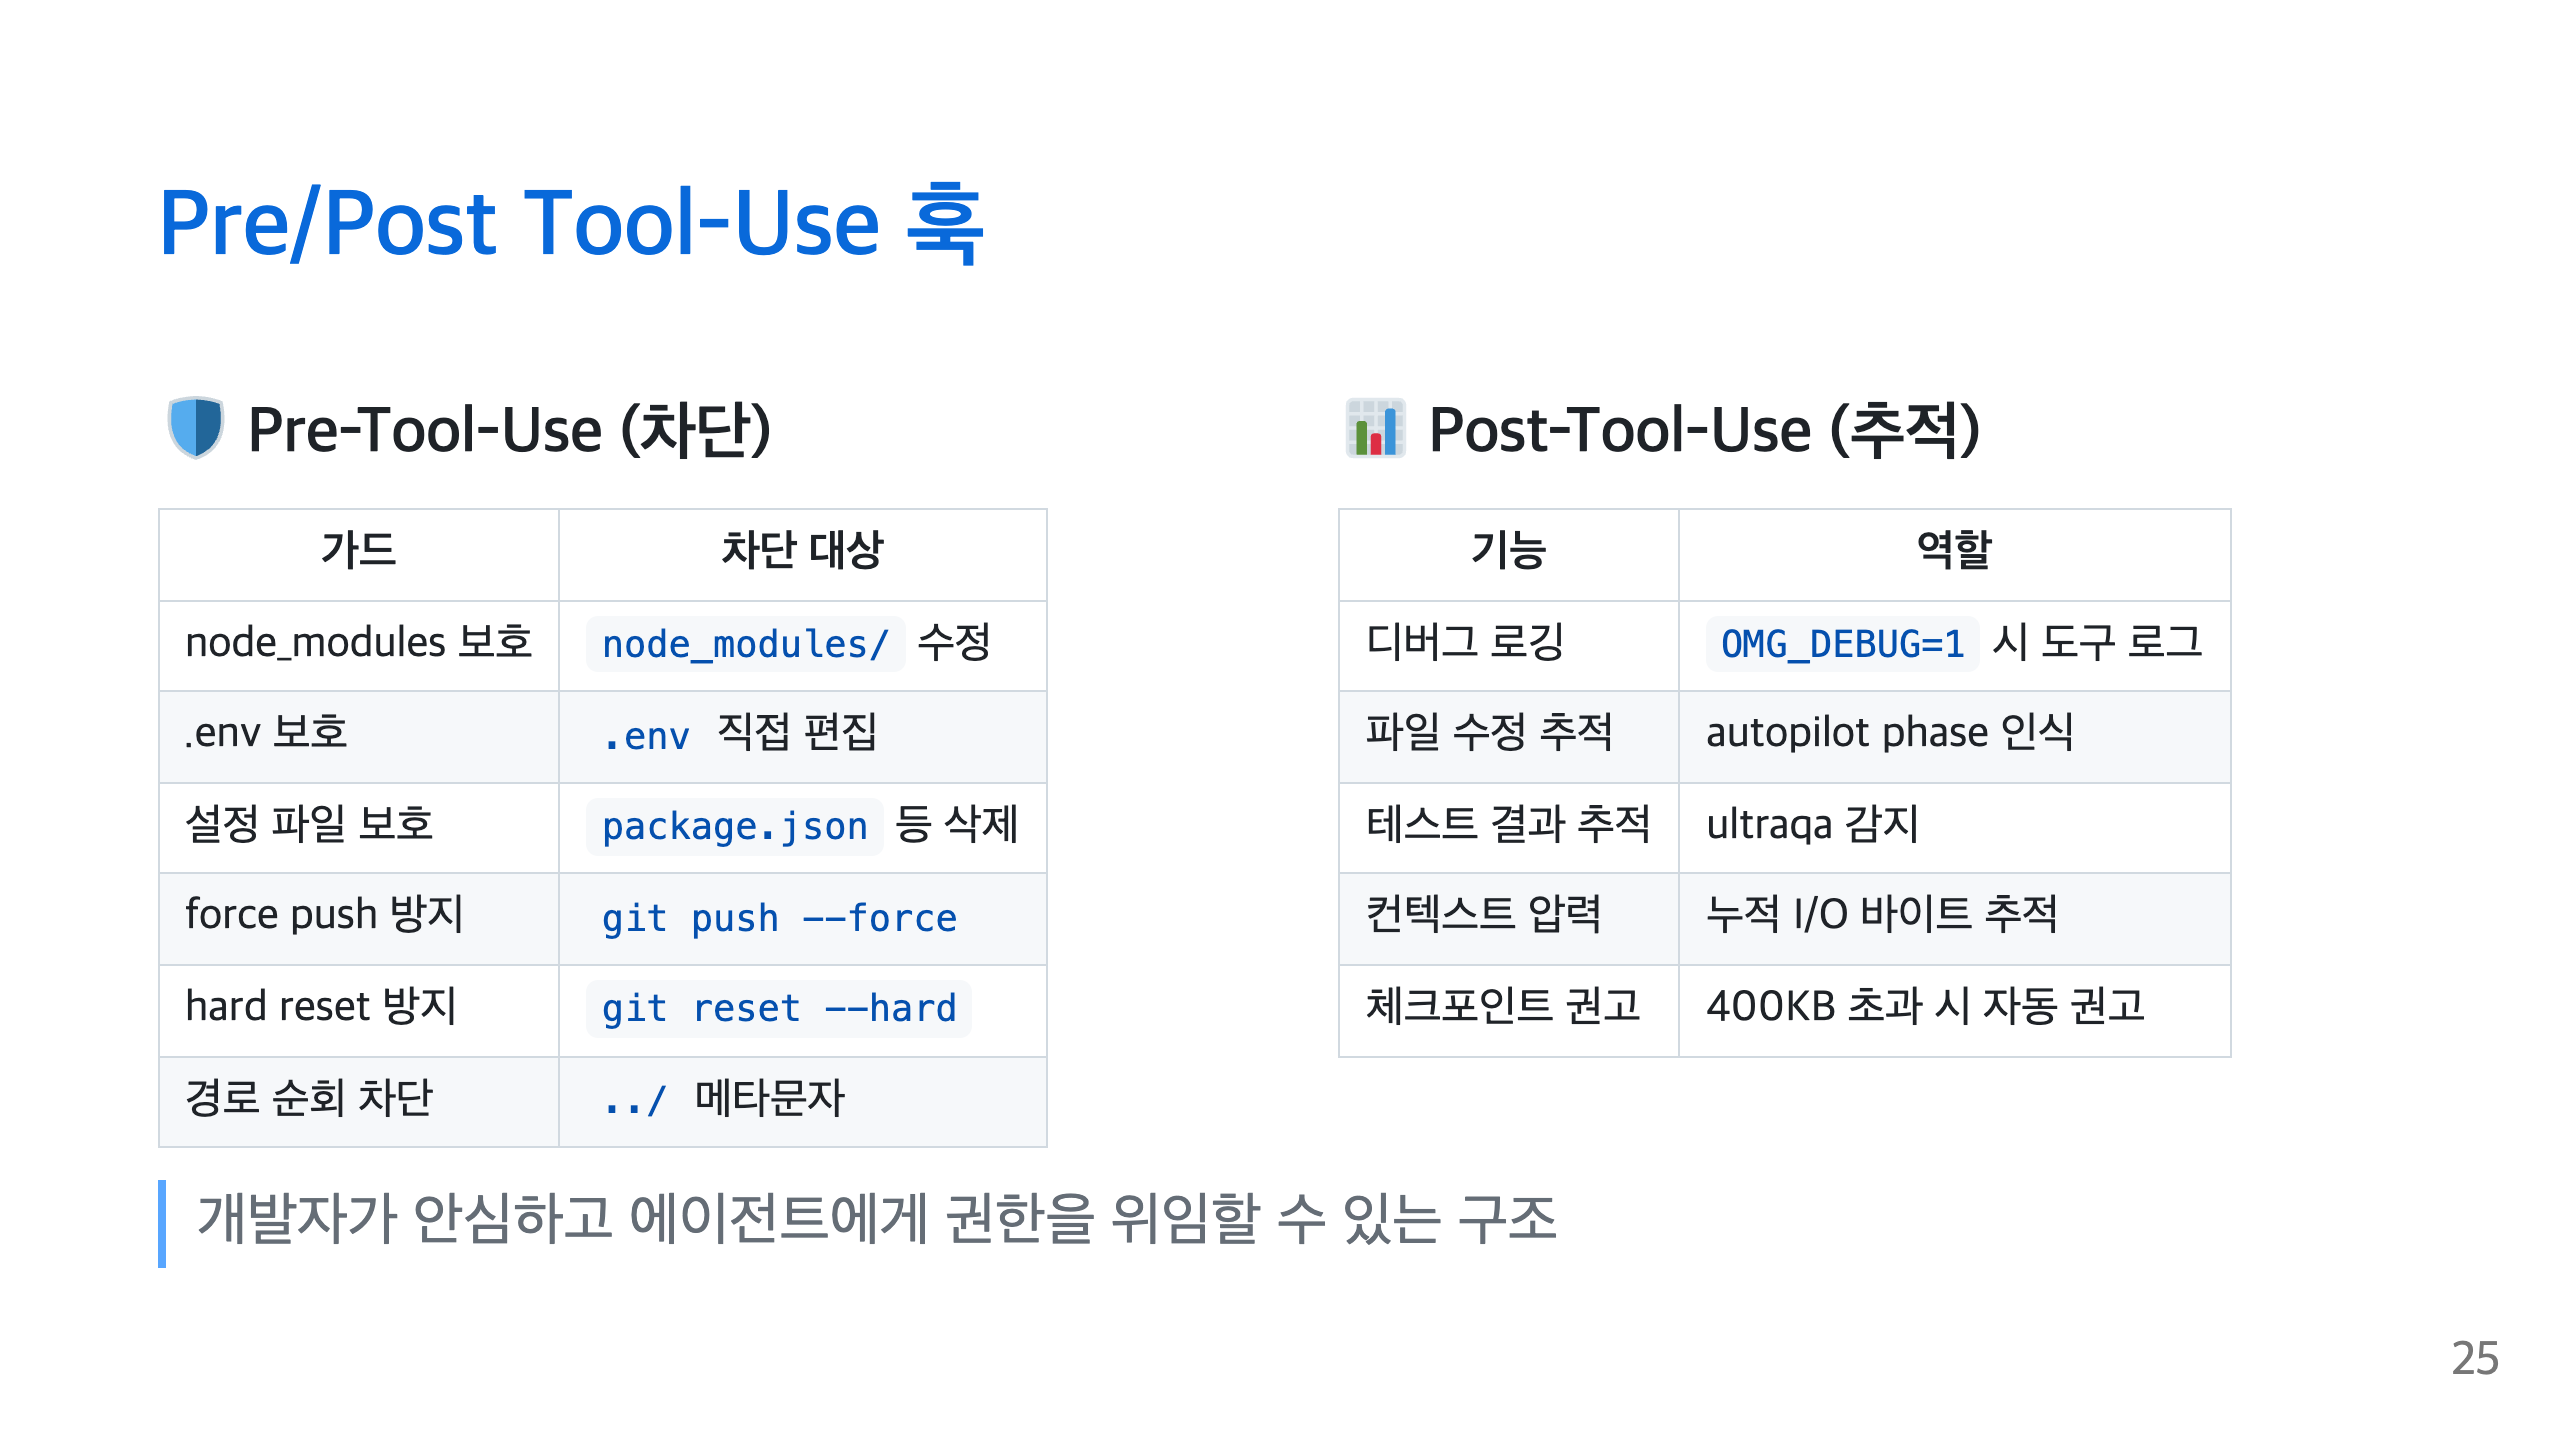 Pre/Post Tool-Use 훅
🛡️ Pre-Tool-Use (차단)
가드 차단 대상
node_modules 보호 node_modules/ 수정
.env 보호 .env 직접 편집
설정 파일 보호 package.json 등 삭제
force push 방지 git push --force
hard reset 방지 git reset --hard
경로 순회 차단 ../ 메타문자
📊 Post-Tool-Use (추적)
기능 역할
디버그 로깅 OMG_DEBUG=1 시 도구 로그
파일 수정 추적 autopilot phase 인식
테스트 결과 추적 ultraqa 감지
컨텍스트 압력 누적 I/O 바이트 추적
체크포인트 권고 400KB 초과 시 자동 권고
개발자가 안심하고 에이전트에게 권한을 위임할 수 있는 구조
25